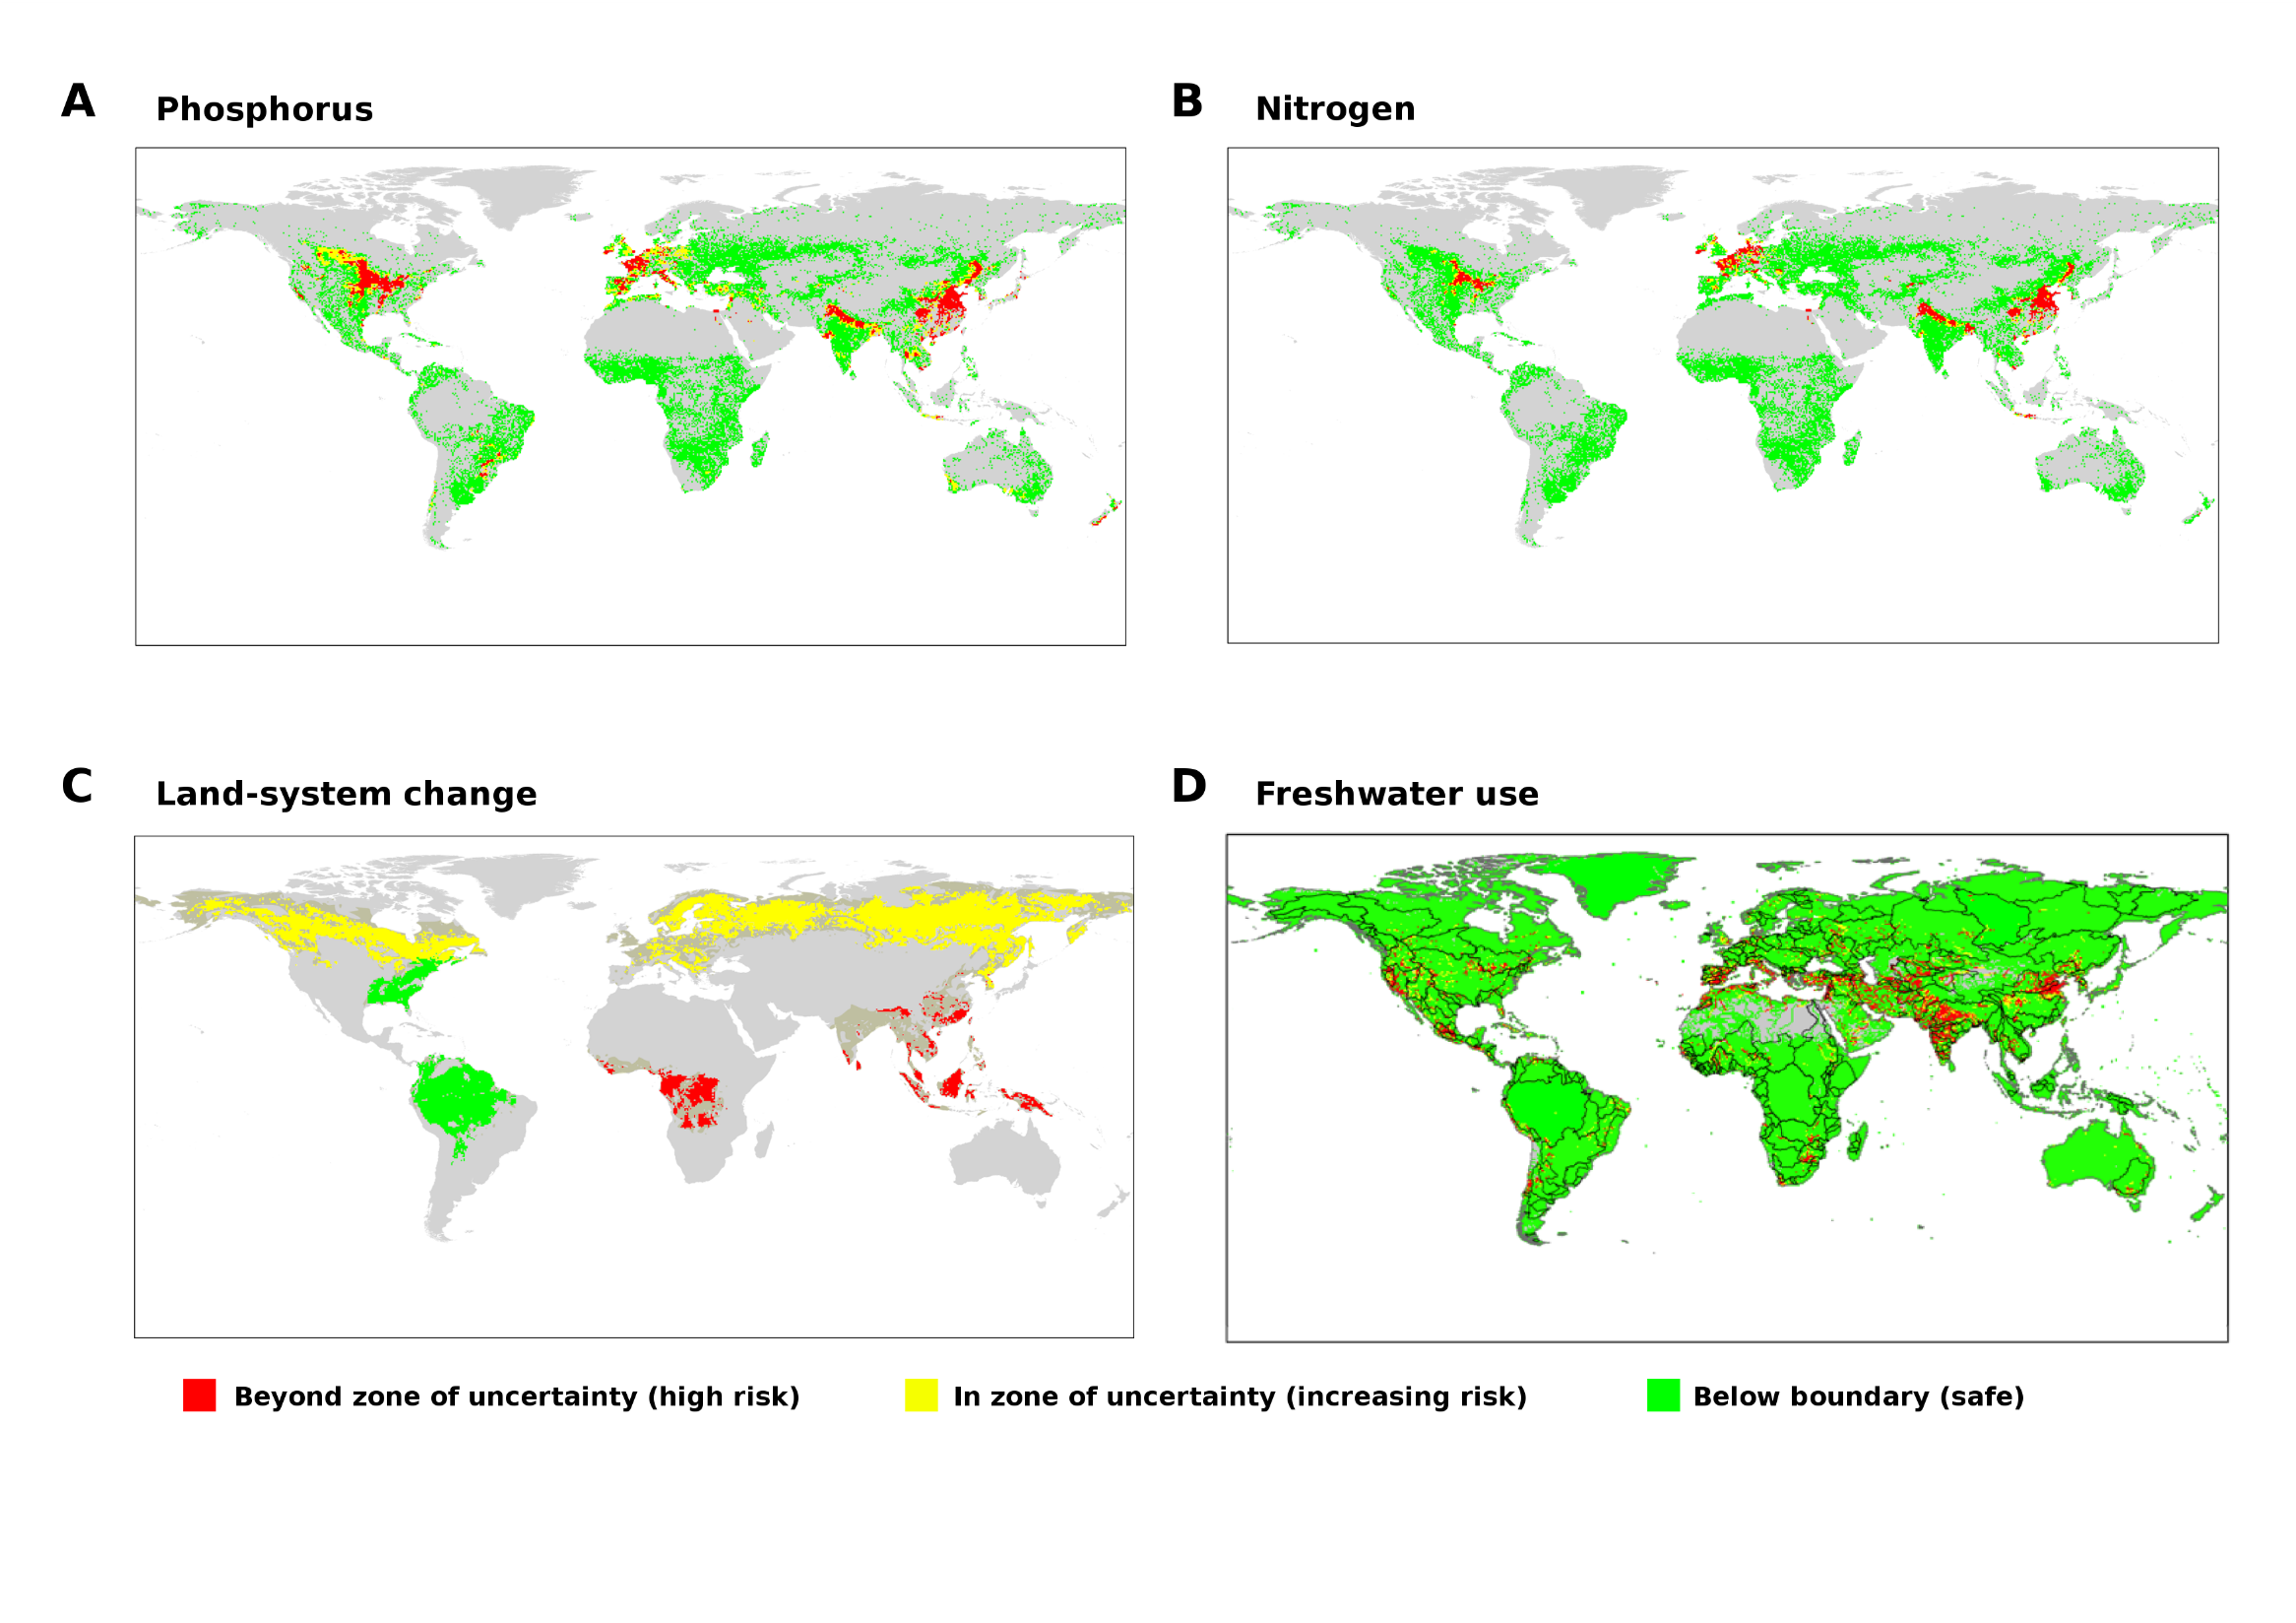 A Phosphorus
B Nitrogen
C Land-system change
D Freshwater use
Beyond zone of uncertainty (high risk)
In zone of uncertainty (increasing risk)
Below boundary (safe)